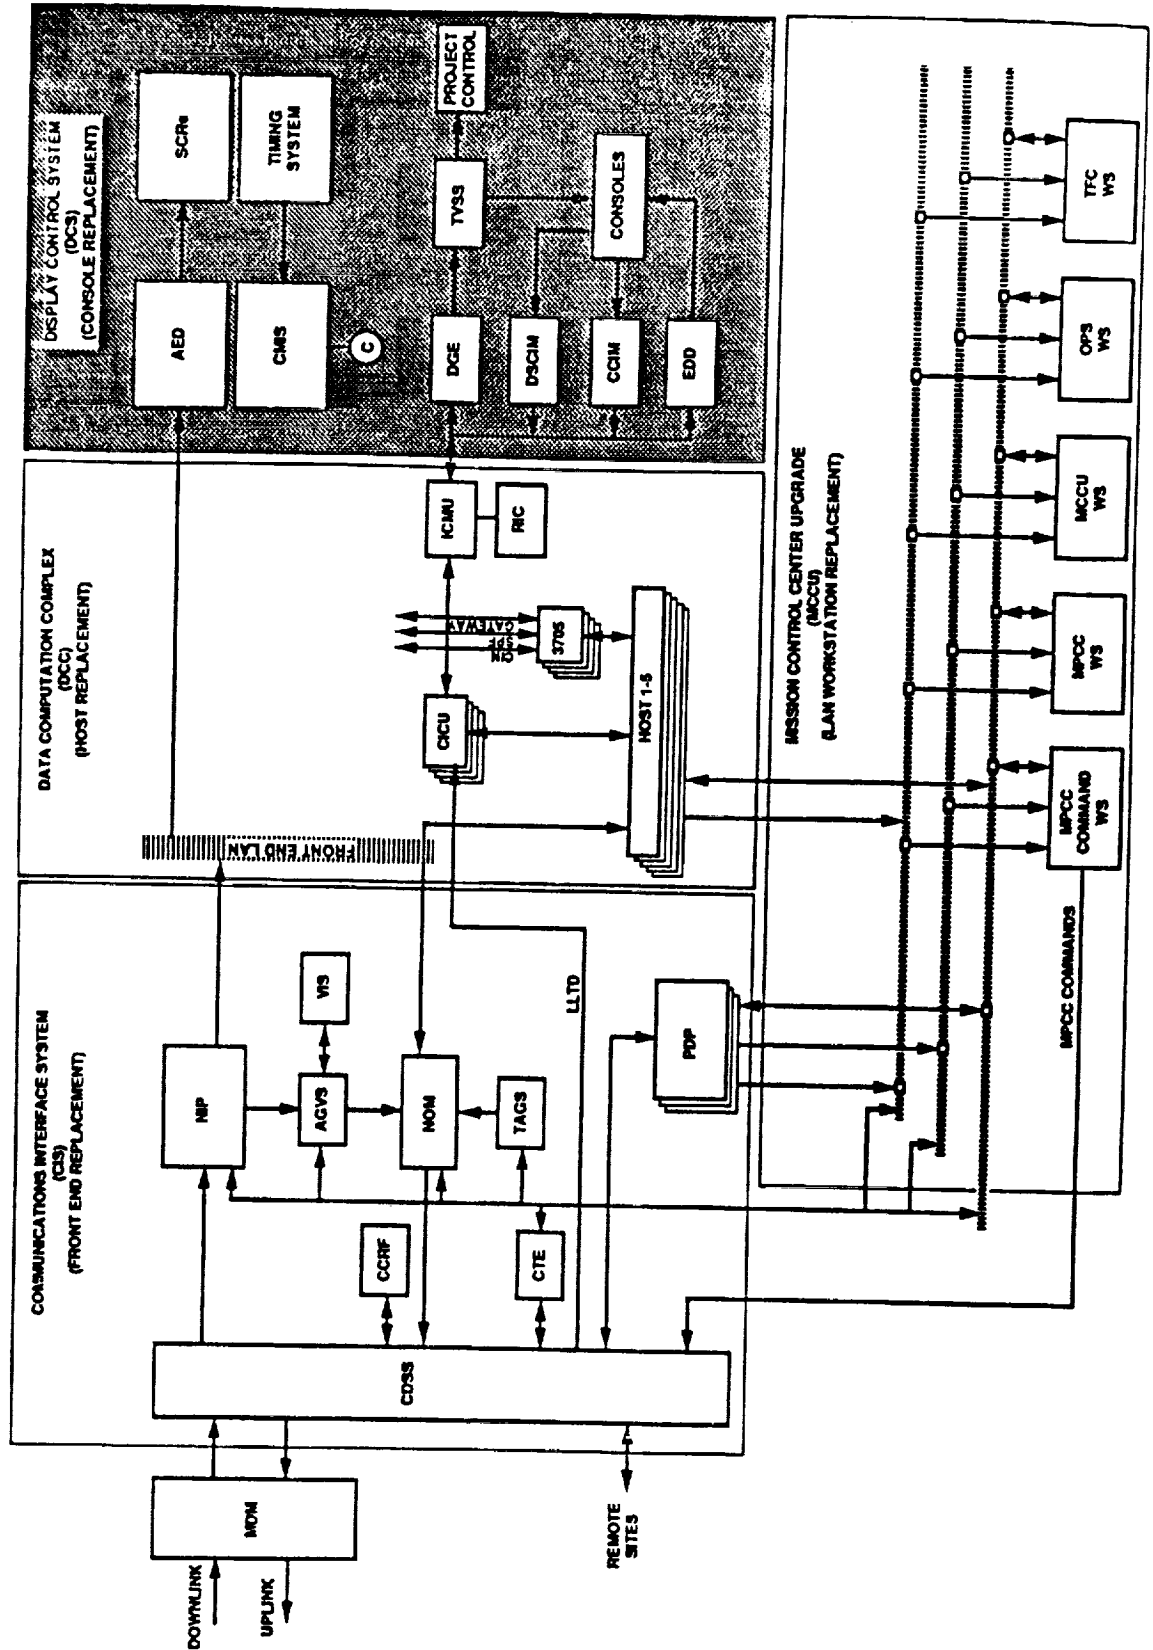 COMMUNICATIONS INTERFACE SYSTEM
(CIS)
(FRONT END REPLACEMENT)
DATA COMPUTATION COMPLEX
(DCC)
(HOST REPLACEMENT)
DISPLAY CONTROL SYSTEM
(DCS)
(CONSOLE REPLACEMENT)
DOWNLINK
UPLINK
MDM
REMOTE
SITES
CDSS
NIP
VIS
AGVS
CCRF
NOM
TAGS
CTE
LLTD
PDP
FRONT END LAN
CICU
ICMU
RIC
GATEWAY
3705
HOST 1-5
AED
SCRs
CMIS
TIMING
SYSTEM
C
DGE
TVSS
PROJECT
CONTROL
DSCIM
CCIM
CONSOLES
EDD
MISSION CONTROL CENTER UPGRADE
(MCCU)
(LAN WORKSTATION REPLACEMENT)
MPCC COMMANDS
MPCC
COMMAND
WS
MPCC
WS
MCCU
WS
OPS
WS
TFC
WS